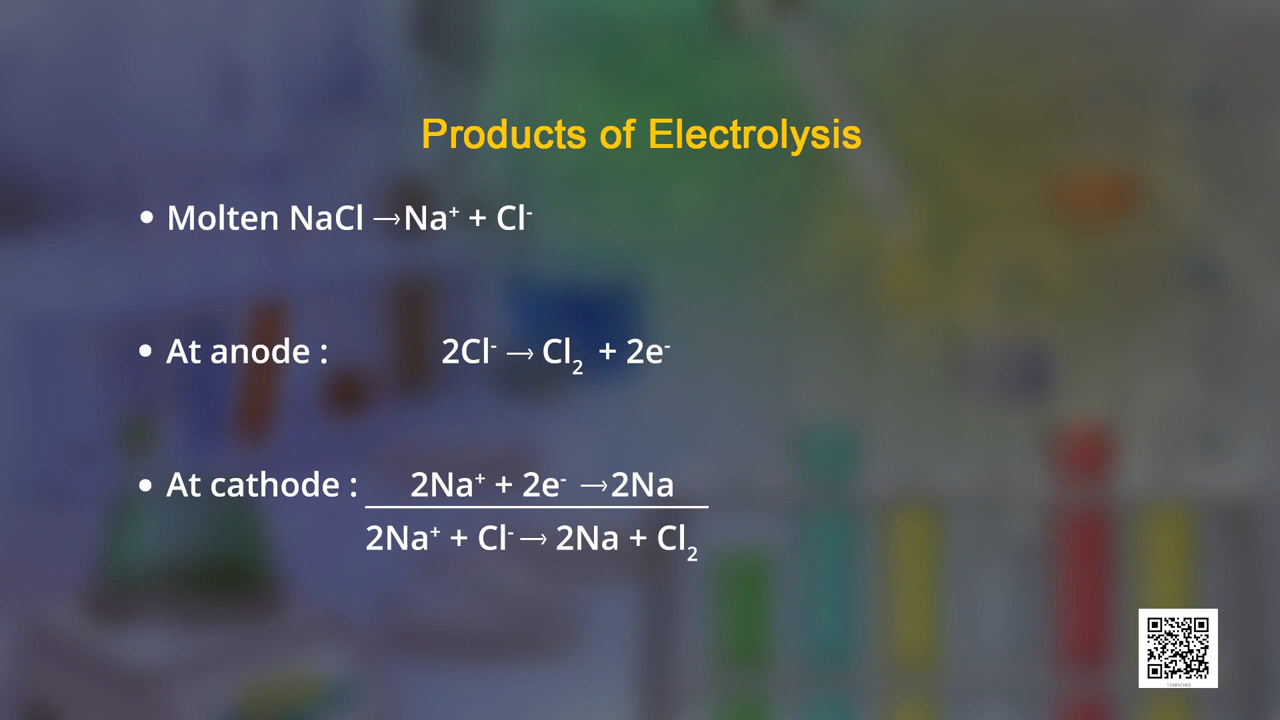 Products of Electrolysis
• Molten NaCl →Na⁺ + Cl⁻
• At anode : 2Cl⁻ → Cl₂ + 2e⁻
• At cathode : 2Na⁺ + 2e⁻ →2Na
2Na⁺ + Cl⁻ → 2Na + Cl₂